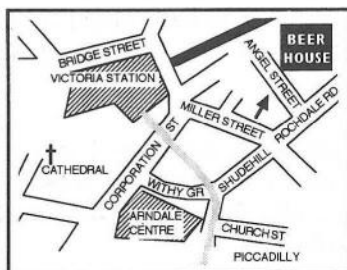 BEER
HOUSE
BRIDGE STREET
VICTORIA STATION
ANGEL STREET
MILLER STREET
ROCHDALE RD
CORPORATION ST
CATHEDRAL
WITHY GR
SHUDEHILL
ARNDALE
CENTRE
CHURCH ST
PICCADILLY